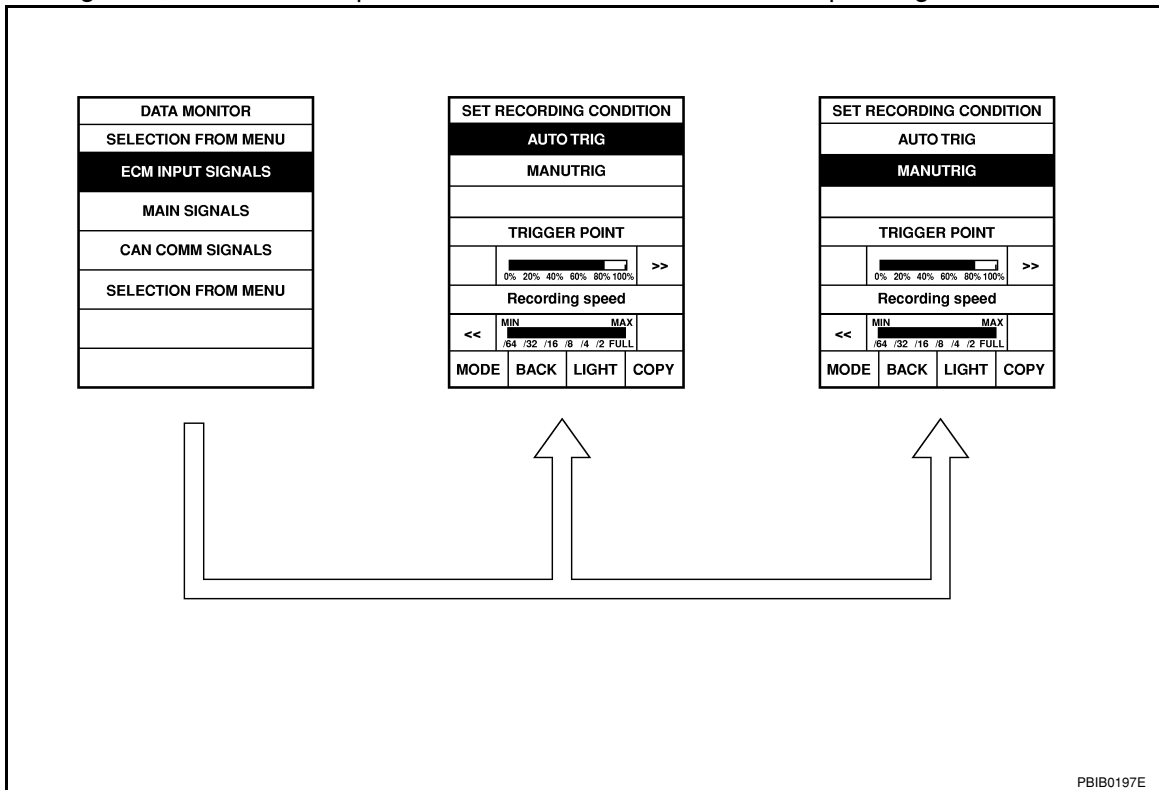 DATA MONITOR
SELECTION FROM MENU
ECM INPUT SIGNALS
MAIN SIGNALS
CAN COMM SIGNALS
SELECTION FROM MENU
SET RECORDING CONDITION
AUTO TRIG
MANUTRIG
TRIGGER POINT
>>
0% 20% 40% 60% 80% 100%
Recording speed
MIN MAX
<<
/64 /32 /16 /8 /4 /2 FULL
MODE BACK LIGHT COPY
SET RECORDING CONDITION
AUTO TRIG
MANUTRIG
TRIGGER POINT
>>
0% 20% 40% 60% 80% 100%
Recording speed
MIN MAX
<<
/64 /32 /16 /8 /4 /2 FULL
MODE BACK LIGHT COPY
PBIB0197E